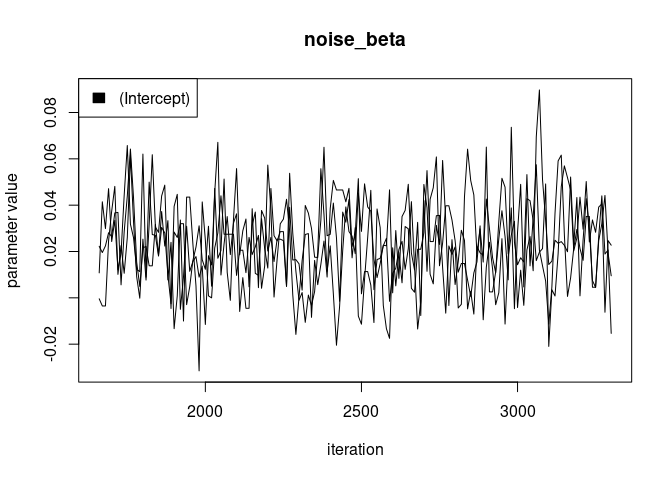 noise_beta
(Intercept)
0.08
0.06
0.04
0.02
-0.02
parameter value
2000 2500 3000
iteration